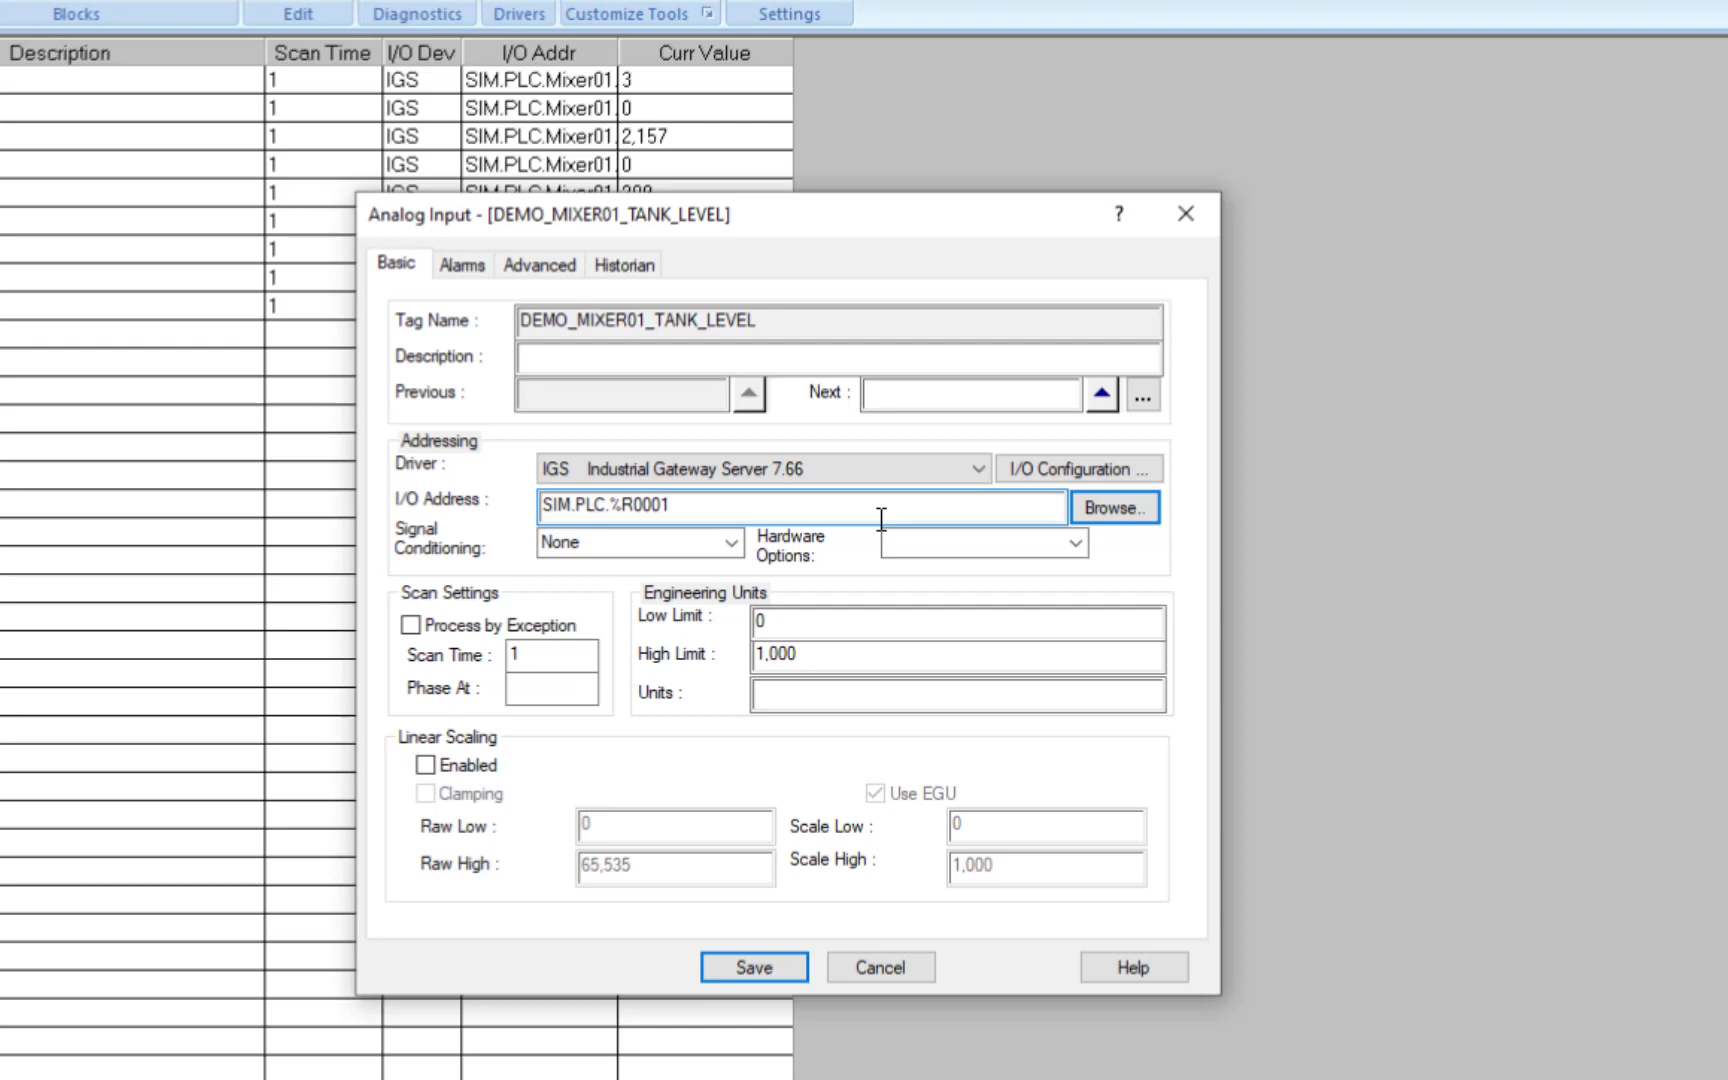 Blocks Edit Diagnostics Drivers Customize Tools Settings
Description Scan Time I/O Dev I/O Addr Curr Value
1 IGS SIM.PLC.Mixer01. 3
1 IGS SIM.PLC.Mixer01. 0
1 IGS SIM.PLC.Mixer01. 2,157
1 IGS SIM.PLC.Mixer01. 0
1 IGS SIM.PLC.Mixer01.
1
1
1
1
Analog Input - [DEMO_MIXER01_TANK_LEVEL] ?
Basic Alarms Advanced Historian
Tag Name : DEMO_MIXER01_TANK_LEVEL
Description :
Previous : Next : ...
Addressing
Driver : IGS Industrial Gateway Server 7.66 I/O Configuration ...
I/O Address : SIM.PLC.%R0001 Browse..
Signal Conditioning: None Hardware Options:
Scan Settings Engineering Units
Process by Exception Low Limit : 0
Scan Time : 1 High Limit : 1,000
Phase At : Units :
Linear Scaling
Enabled
Clamping Use EGU
Raw Low : 0 Scale Low : 0
Raw High : 65,535 Scale High : 1,000
Save Cancel Help